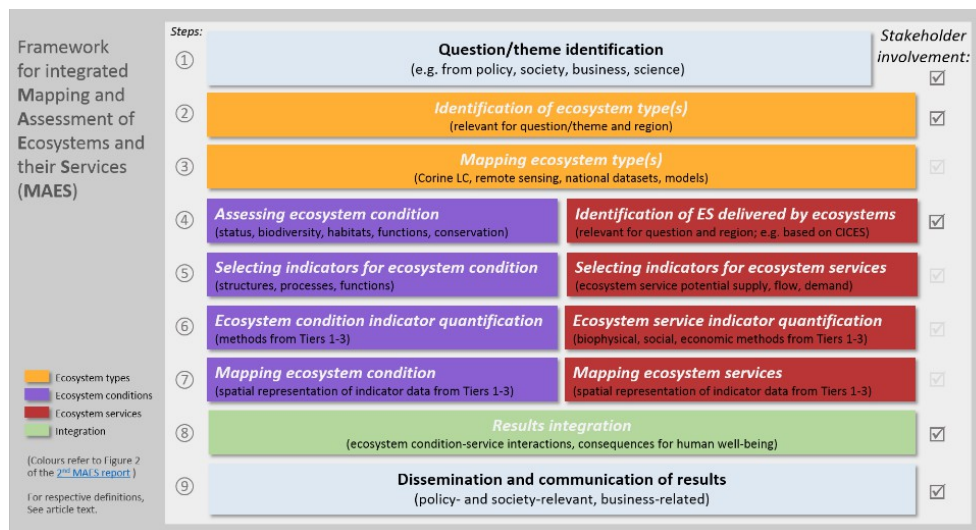 Framework
for integrated
Mapping and
Assessment of
Ecosystems and
their Services
(MAES)
Steps:
Stakeholder
involvement:
1
Question/theme identification
(e.g. from policy, society, business, science)
2
Identification of ecosystem type(s)
(relevant for question/theme and region)
3
Mapping ecosystem type(s)
(Corine LC, remote sensing, national datasets, models)
4
Assessing ecosystem condition
(status, biodiversity, habitats, functions, conservation)
Identification of ES delivered by ecosystems
(relevant for question and region; e.g. based on CICES)
5
Selecting indicators for ecosystem condition
(structures, processes, functions)
Selecting indicators for ecosystem services
(ecosystem service potential supply, flow, demand)
6
Ecosystem condition indicator quantification
(methods from Tiers 1-3)
Ecosystem service indicator quantification
(biophysical, social, economic methods from Tiers 1-3)
7
Mapping ecosystem condition
(spatial representation of indicator data from Tiers 1-3)
Mapping ecosystem services
(spatial representation of indicator data from Tiers 1-3)
8
Results integration
(ecosystem condition-service interactions, consequences for human well-being)
9
Dissemination and communication of results
(policy- and society-relevant, business-related)
Ecosystem types
Ecosystem conditions
Ecosystem services
Integration
(Colours refer to Figure 2
of the 2nd MAES report )
For respective definitions,
See article text.